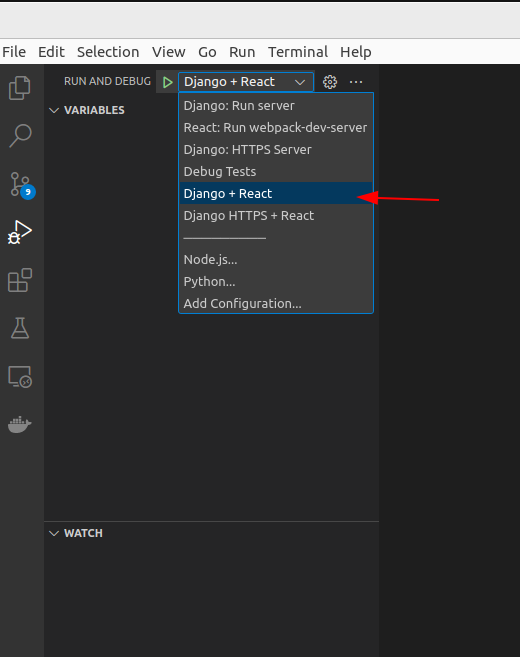 File Edit Selection View Go Run Terminal Help
RUN AND DEBUG Django + React ...
VARIABLES
Django: Run server
React: Run webpack-dev-server
Django: HTTPS Server
Debug Tests
Django + React
Django HTTPS + React
Node.js...
Python...
Add Configuration...
9
WATCH